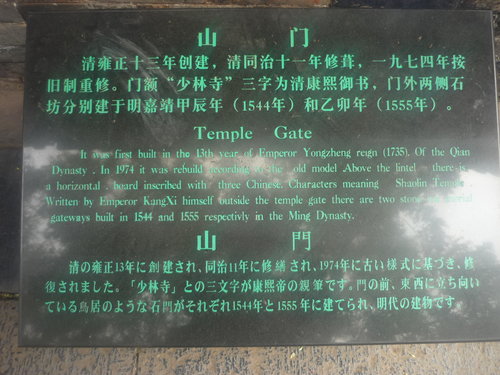 山 门
清雍正十三年创建，清同治十一年修葺，一九七四年按
旧制重修。门额“少林寺”三字为清康熙御书，门外两侧石
坊分别建于明嘉靖甲辰年（1544年）和乙卯年（1555年）。
Temple Gate
It was first built in the 13th year of Emperor Yongzheng reign (1735). Of the Qian
Dynasty . In 1974 it was rebuild according to the old model .Above the lintel there is
a horizontal . board inscribed with three Chinese. Characters meaning Shaolin Temple
Written by Emperor KangXi himself outside the temple gate there are two stone
gateways built in 1544 and 1555 respectivly in the Ming Dynasty.
山 門
清の雍正13年に創建され、同治11年に修繕され、1974年に古い様式に基づき、修
復されました。「少林寺」との三文字が康熙帝の親筆です。門の前、東西に立ち向い
ている鳥居のような石門がそれぞれ1544年と1555年に建てられ、明代の建物です。